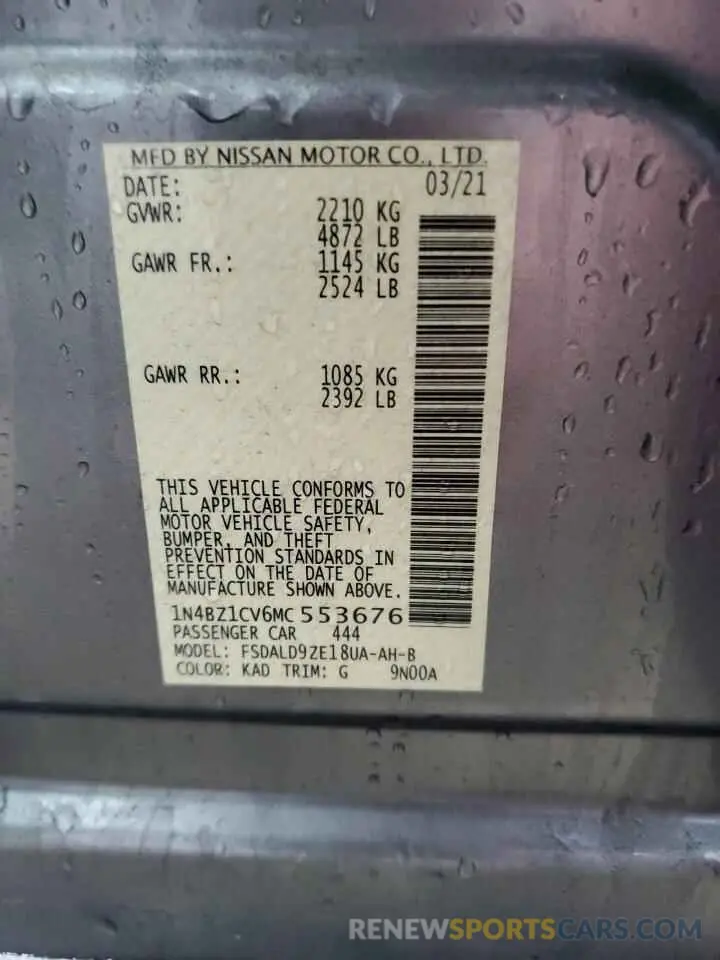 MFD BY NISSAN MOTOR CO., LTD.
DATE: 03/21
GVWR: 2210 KG
4872 LB
GAWR FR.: 1145 KG
2524 LB
GAWR RR.: 1085 KG
2392 LB
THIS VEHICLE CONFORMS TO
ALL APPLICABLE FEDERAL
MOTOR VEHICLE SAFETY,
BUMPER, AND THEFT
PREVENTION STANDARDS IN
EFFECT ON THE DATE OF
MANUFACTURE SHOWN ABOVE.
1N4BZ1CV6MC 553676
PASSENGER CAR 444
MODEL: FSDALD9ZE18UA-AH-B
COLOR: KAD TRIM: G 9N00A
RENEWSPORTSCARS.COM